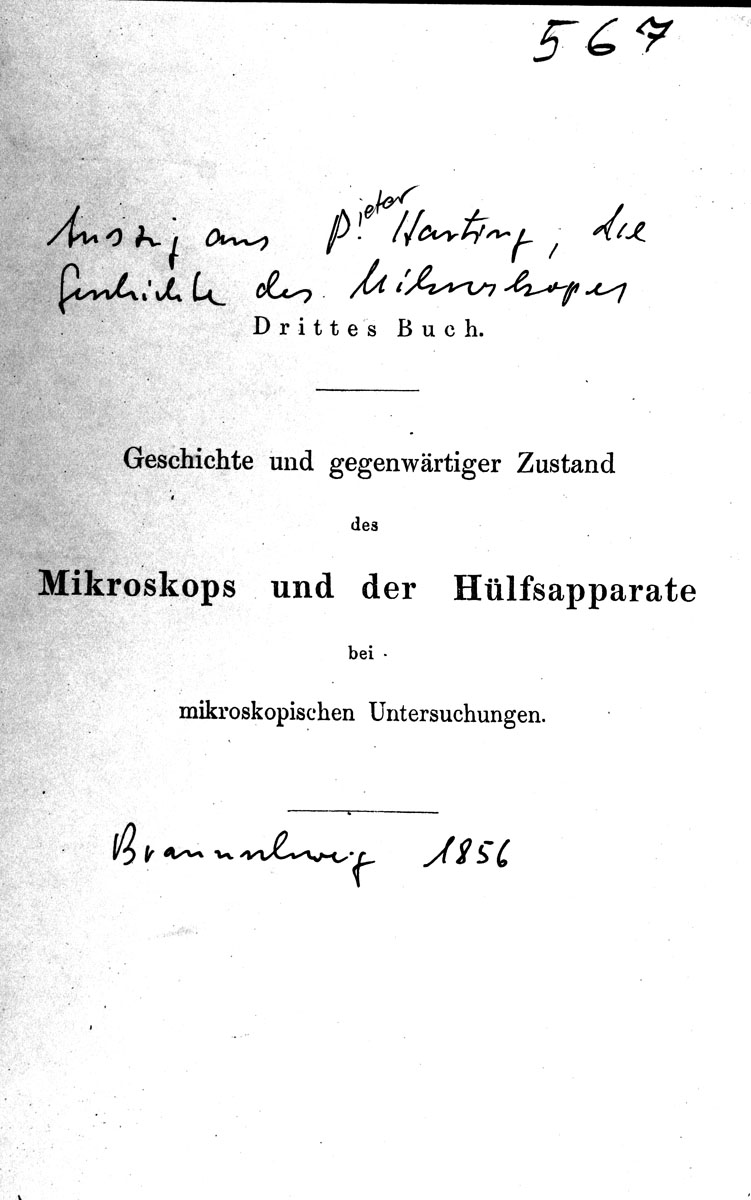 567
Auszug aus Pieter Harting, die
Geschichte des Mikroskopes
Drittes Buch.
Geschichte und gegenwärtiger Zustand
des
Mikroskops und der Hülfsapparate
bei
mikroskopischen Untersuchungen.
Braunschweig 1856